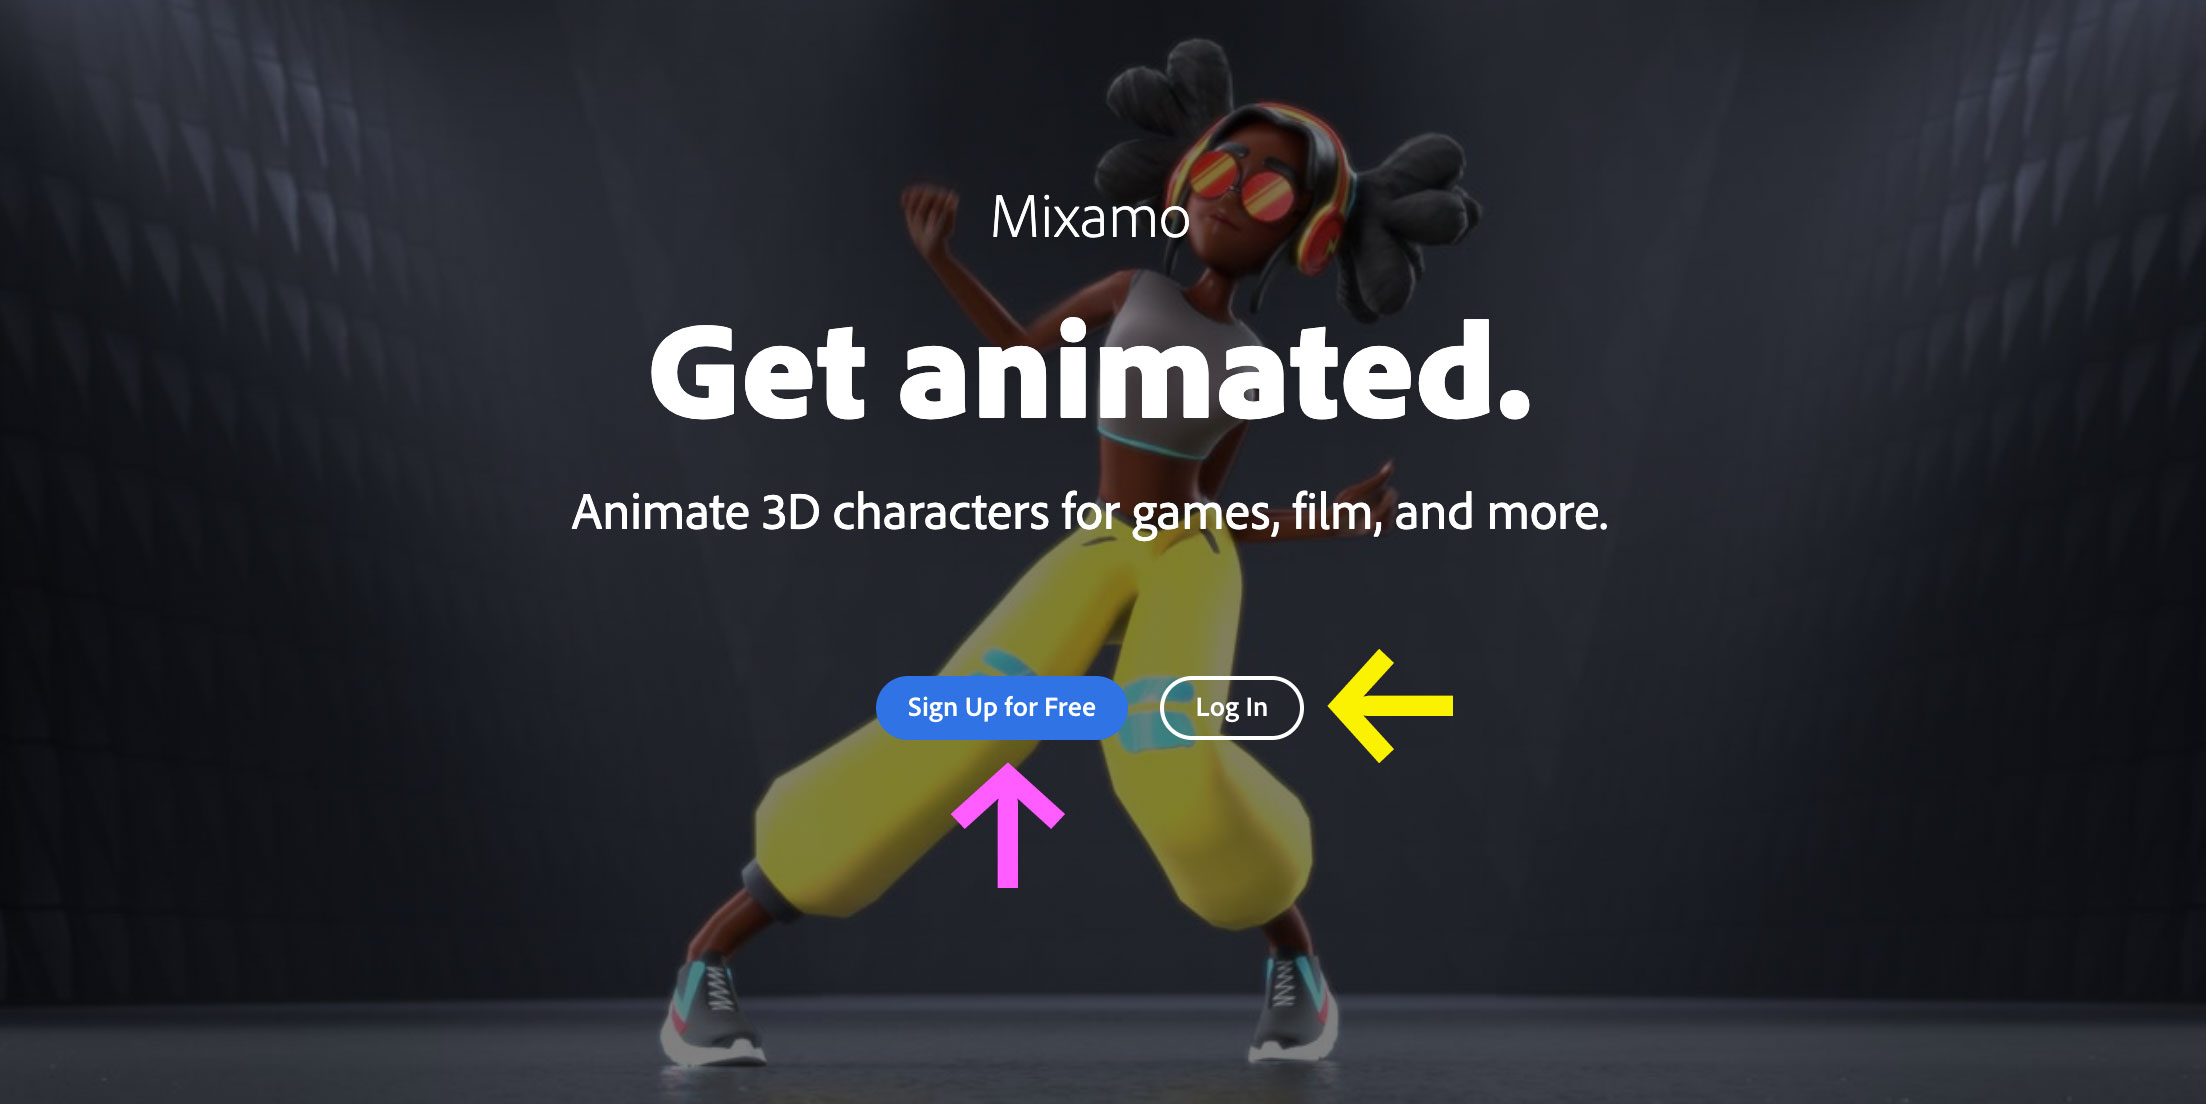 Mixamo
Get animated.
Animate 3D characters for games, film, and more.
Sign Up for Free
Log In